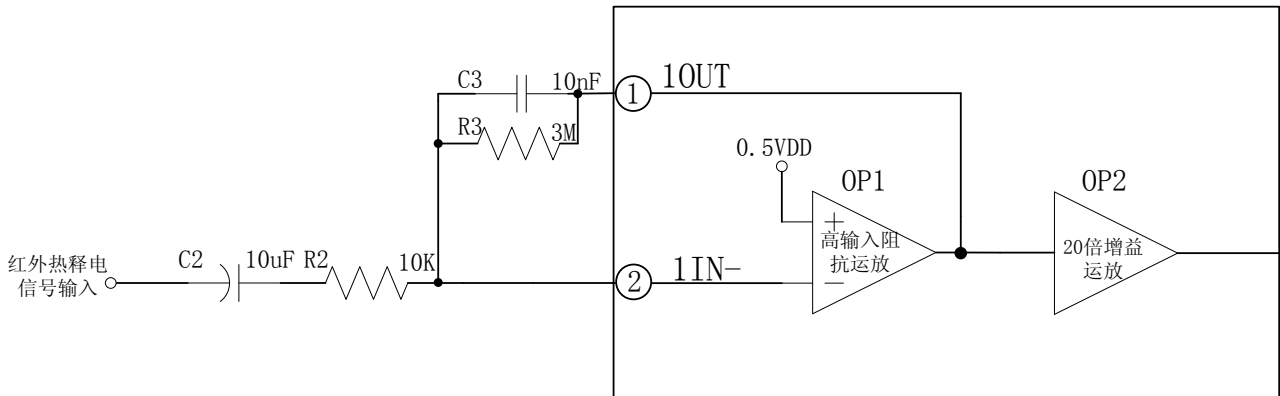 C3
10nF
1
1OUT
R3
3M
0.5VDD
OP1
OP2
+
高输入阻
抗运放
−
20倍增益
运放
红外热释电
信号输入
C2
10uF
R2
10K
2
1IN-